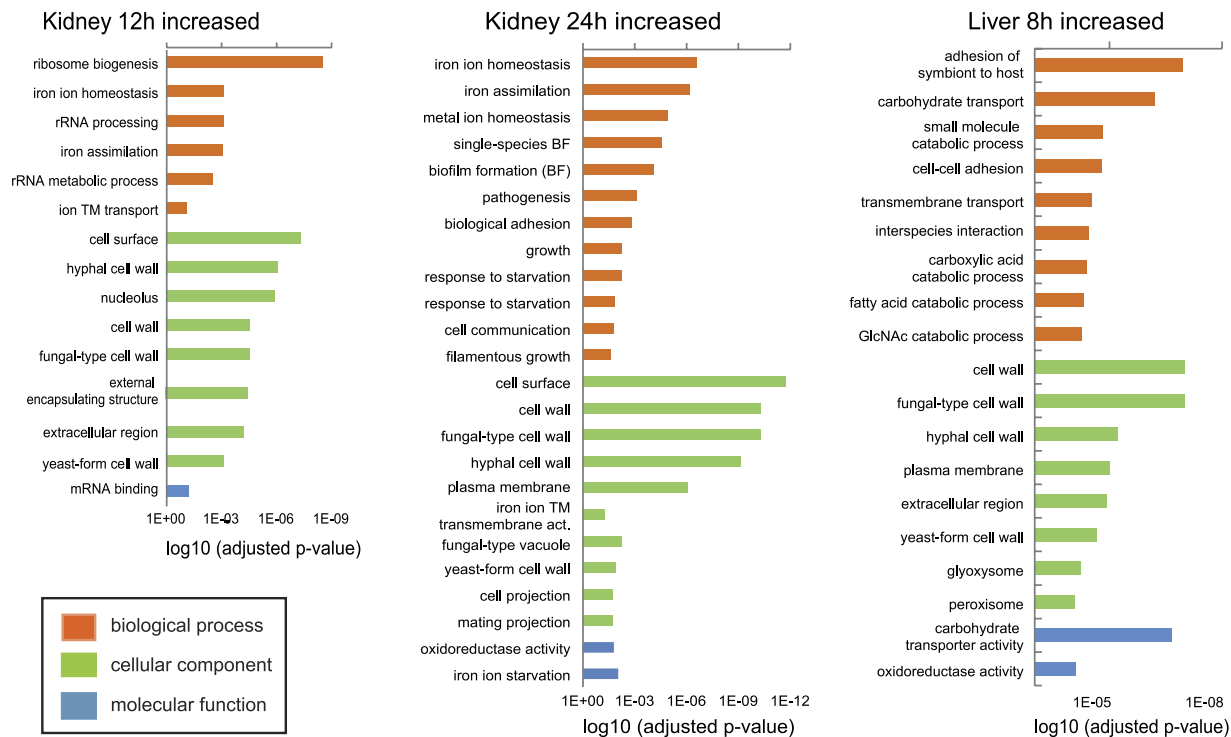 Kidney 12h increased
ribosome biogenesis
iron ion homeostasis
rRNA processing
iron assimilation
rRNA metabolic process
ion TM transport
cell surface
hyphal cell wall
nucleolus
cell wall
fungal-type cell wall
external
encapsulating structure
extracellular region
yeast-form cell wall
mRNA binding
1E+00 1E-03 1E-06 1E-09
log10 (adjusted p-value)
biological process
cellular component
molecular function
Kidney 24h increased
iron ion homeostasis
iron assimilation
metal ion homeostasis
single-species BF
biofilm formation (BF)
pathogenesis
biological adhesion
growth
response to starvation
response to starvation
cell communication
filamentous growth
cell surface
cell wall
fungal-type cell wall
hyphal cell wall
plasma membrane
iron ion TM
transmembrane act.
fungal-type vacuole
yeast-form cell wall
cell projection
mating projection
oxidoreductase activity
iron ion starvation
1E+00 1E-03 1E-06 1E-09 1E-12
log10 (adjusted p-value)
Liver 8h increased
adhesion of
symbiont to host
carbohydrate transport
small molecule
catabolic process
cell-cell adhesion
transmembrane transport
interspecies interaction
carboxylic acid
catabolic process
fatty acid catabolic process
GlcNAc catabolic process
cell wall
fungal-type cell wall
hyphal cell wall
plasma membrane
extracellular region
yeast-form cell wall
glyoxysome
peroxisome
carbohydrate
transporter activity
oxidoreductase activity
1E-05 1E-08
log10 (adjusted p-value)